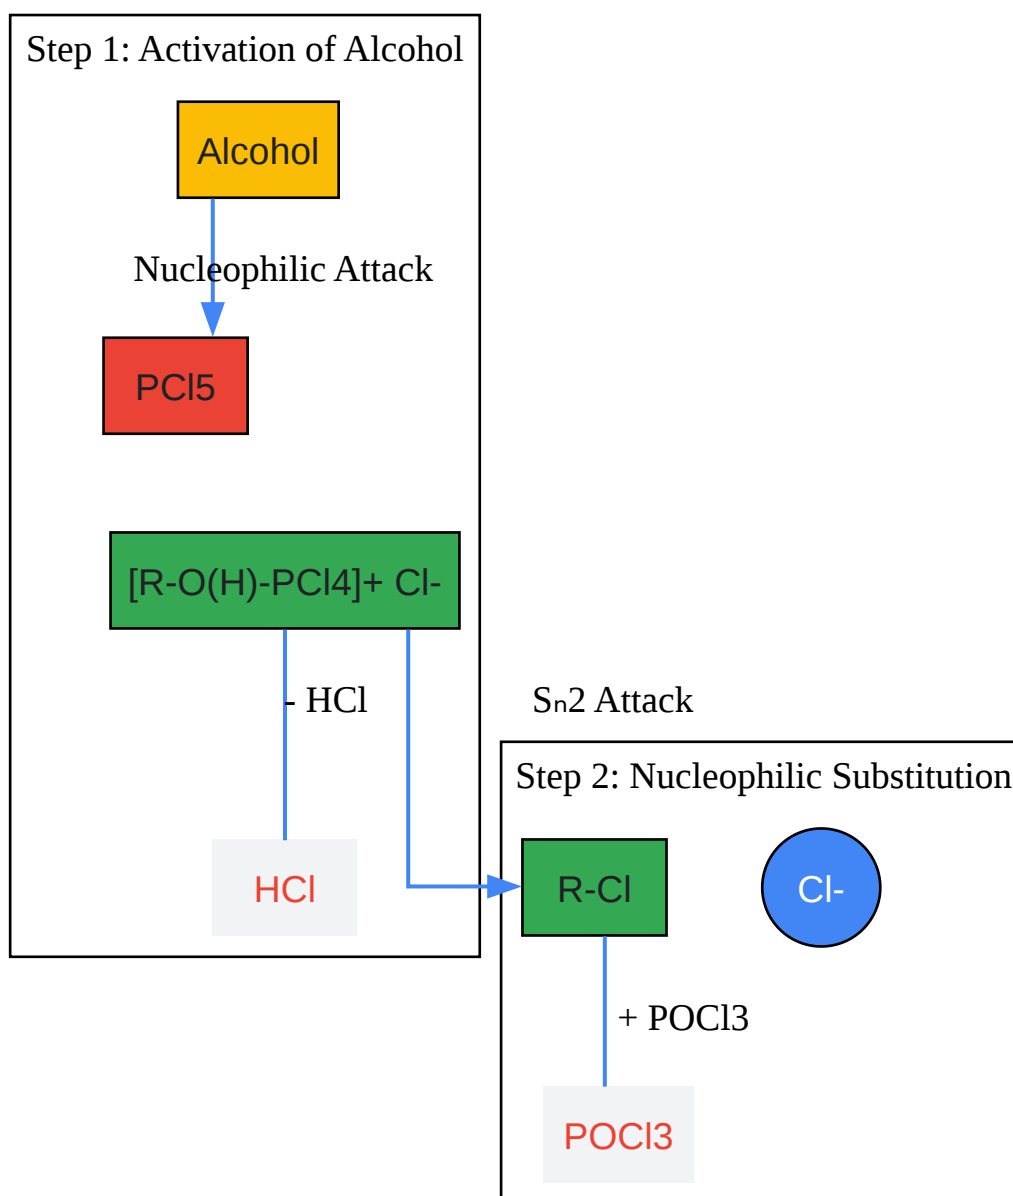 Step 1: Activation of Alcohol
Alcohol
Nucleophilic Attack
PCl5
[R-O(H)-PCl4]+ Cl-
- HCl
HCl
Sₙ2 Attack
Step 2: Nucleophilic Substitution
R-Cl
Cl-
+ POCl3
POCl3